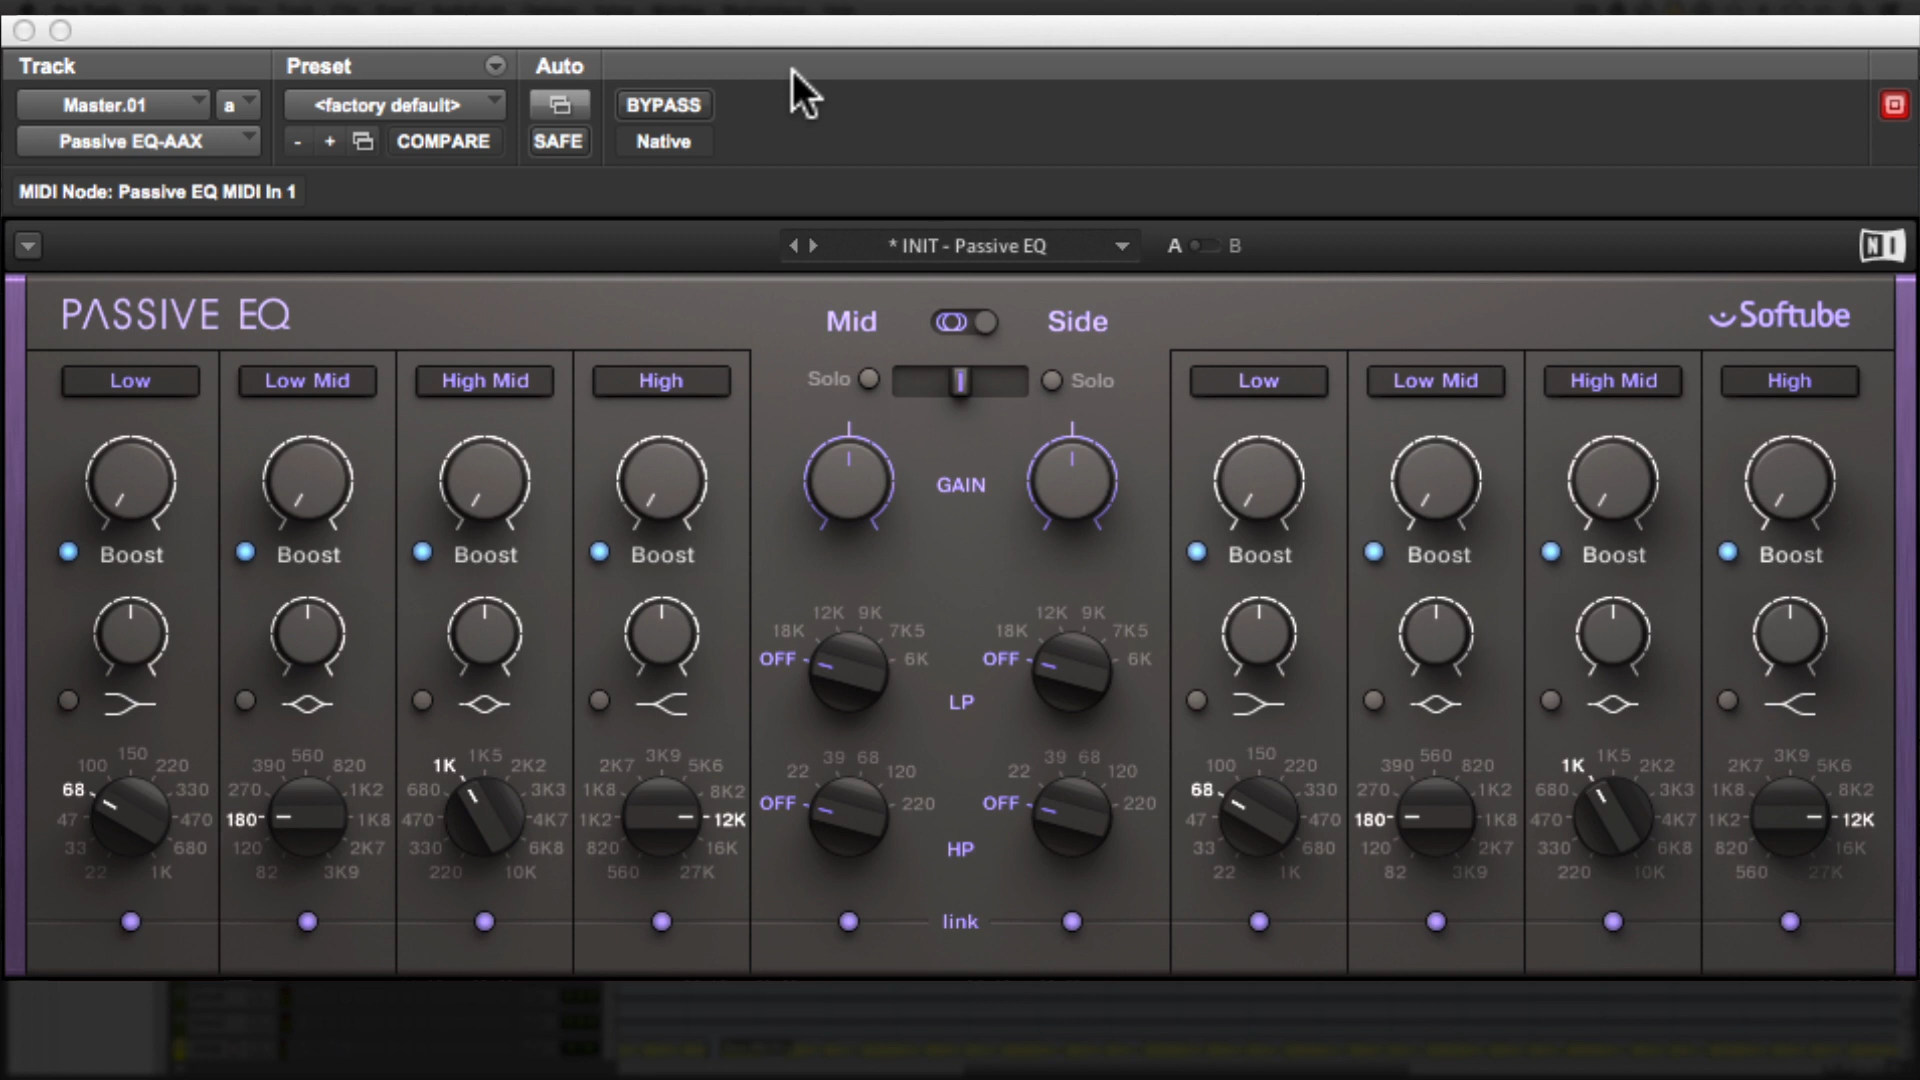 Track
Preset
Auto
Master.01
a
<factory default>
BYPASS
Passive EQ-AAX
- +
COMPARE
SAFE
Native
MIDI Node: Passive EQ MIDI In 1
* INIT - Passive EQ
A B
NI
PASSIVE EQ
Mid
Side
Softube
Low
Low Mid
High Mid
High
Solo
Solo
Low
Low Mid
High Mid
High
GAIN
Boost
Boost
Boost
Boost
Boost
Boost
Boost
Boost
OFF 18K 12K 9K 7K5 6K
OFF 18K 12K 9K 7K5 6K
LP
22 33 47 68 100 150 220 330 470 680 1K
82 120 180 270 390 560 820 1K2 1K8 2K7 3K9
220 330 470 680 1K 1K5 2K2 3K3 4K7 6K8 10K
560 820 1K2 1K8 2K7 3K9 5K6 8K2 12K 16K 27K
OFF 22 39 68 120 220
OFF 22 39 68 120 220
HP
22 33 47 68 100 150 220 330 470 680 1K
82 120 180 270 390 560 820 1K2 1K8 2K7 3K9
220 330 470 680 1K 1K5 2K2 3K3 4K7 6K8 10K
560 820 1K2 1K8 2K7 3K9 5K6 8K2 12K 16K 27K
link